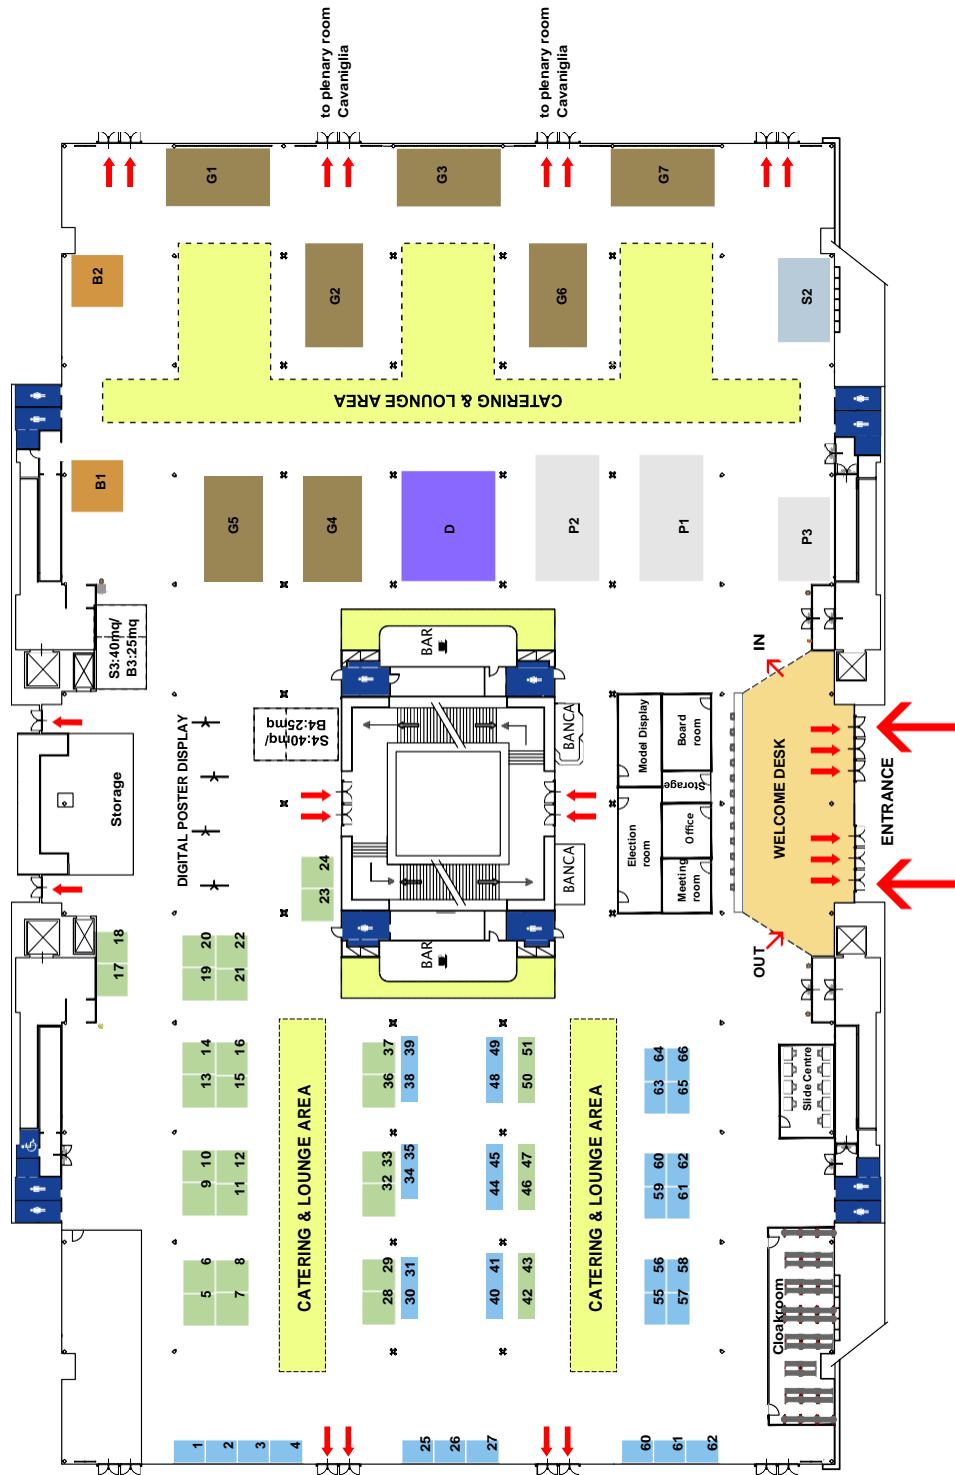 to plenary room
Cavaniglia
to plenary room
Cavaniglia
G1
G3
G7
B2
G2
G6
S2
CATERING & LOUNGE AREA
B1
G5
G4
D
P2
P1
P3
S3:40mq/
B3:25mq
BAR
IN
DIGITAL POSTER DISPLAY
S4:40mq/
B4:25mq
BANCA
Model Display
Board
room
Storage
Storage
Election
room
Office
Meeting
room
WELCOME DESK
ENTRANCE
BANCA
24
23
BAR
OUT
18
17
20
22
19
21
14
16
13
15
37
39
36
38
49
51
48
50
64
66
63
65
Slide Centre
10
12
9
11
33
35
32
34
45
47
44
46
60
62
59
61
CATERING & LOUNGE AREA
CATERING & LOUNGE AREA
6
8
5
7
29
31
28
30
41
43
40
42
56
58
55
57
Cloakroom
1
2
3
4
25
26
27
60
61
62